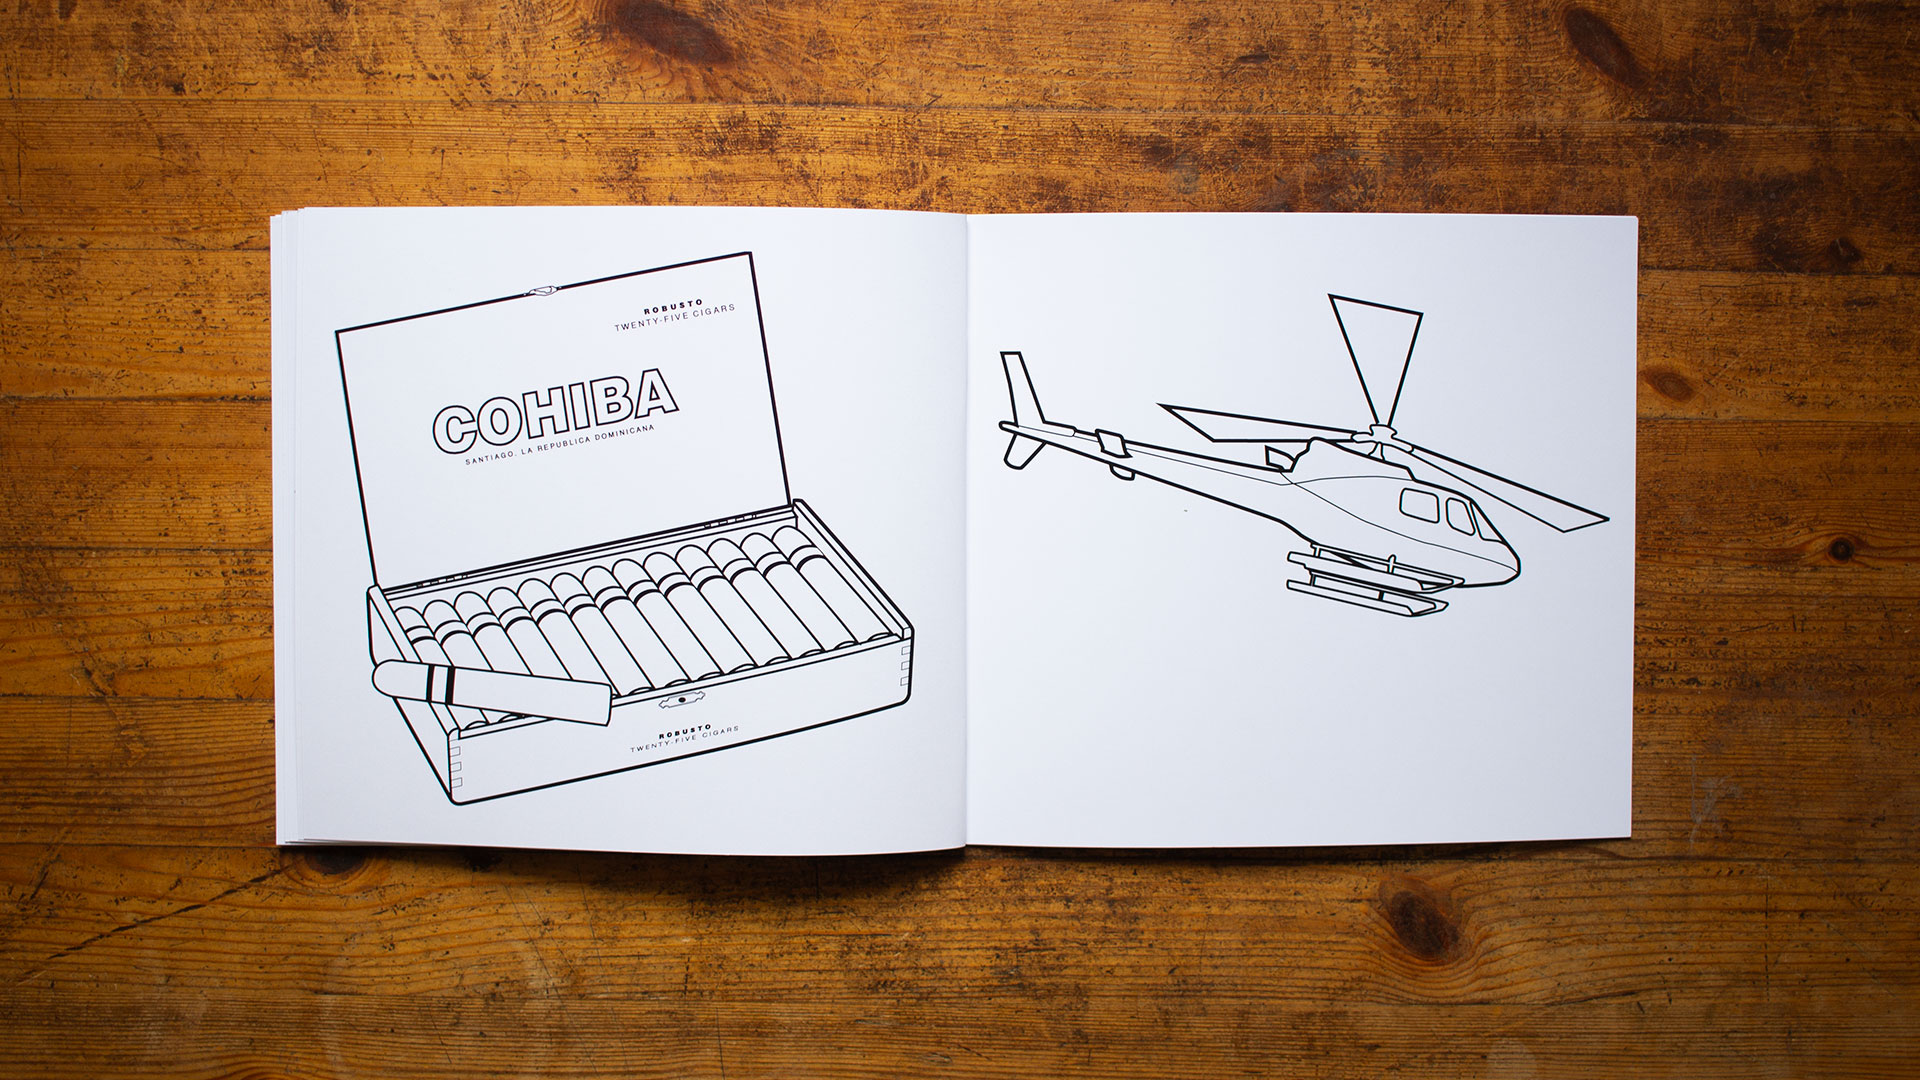 ROBUSTO
TWENTY-FIVE CIGARS
COHIBA
SANTIAGO. LA REPUBLICA DOMINICANA
ROBUSTO
TWENTY-FIVE CIGARS